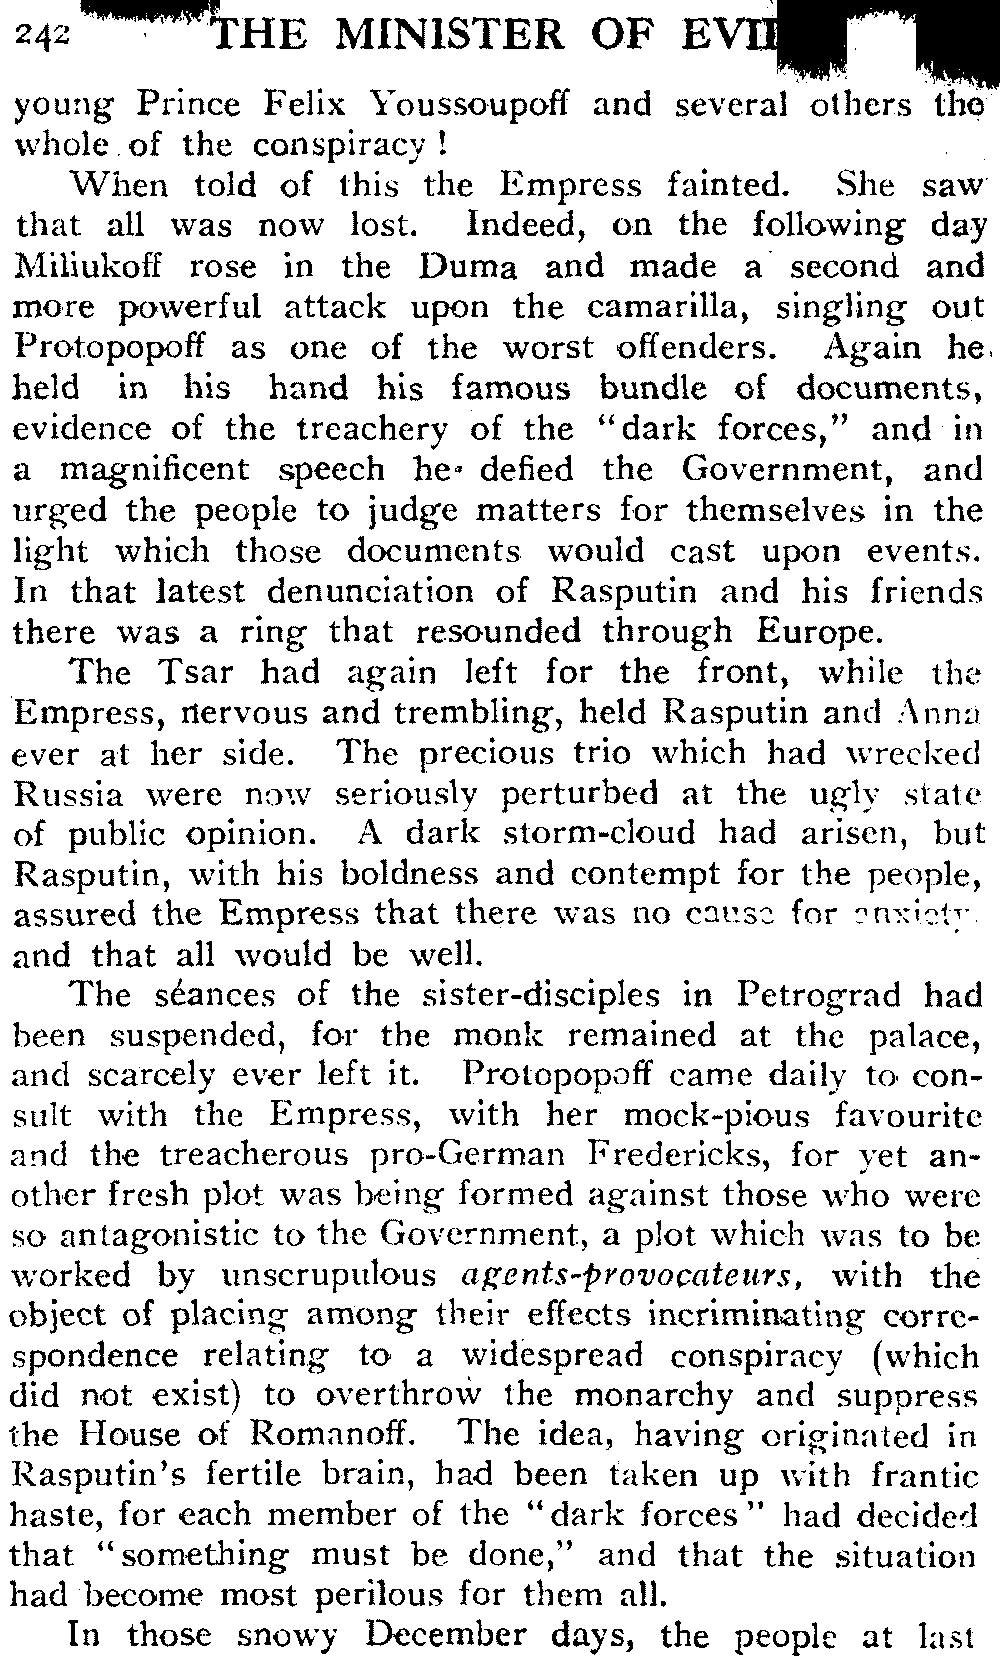 242 THE MINISTER OF EVIL
young Prince Felix Youssoupoff and several others the
whole of the conspiracy!
When told of this the Empress fainted. She saw
that all was now lost. Indeed, on the following day
Miliukoff rose in the Duma and made a second and
more powerful attack upon the camarilla, singling out
Protopopoff as one of the worst offenders. Again he
held in his hand his famous bundle of documents,
evidence of the treachery of the "dark forces," and in
a magnificent speech he defied the Government, and
urged the people to judge matters for themselves in the
light which those documents would cast upon events.
In that latest denunciation of Rasputin and his friends
there was a ring that resounded through Europe.
The Tsar had again left for the front, while the
Empress, nervous and trembling, held Rasputin and Anna
ever at her side. The precious trio which had wrecked
Russia were now seriously perturbed at the ugly state
of public opinion. A dark storm-cloud had arisen, but
Rasputin, with his boldness and contempt for the people,
assured the Empress that there was no cause for anxiety,
and that all would be well.
The séances of the sister-disciples in Petrograd had
been suspended, for the monk remained at the palace,
and scarcely ever left it. Protopopoff came daily to con-
sult with the Empress, with her mock-pious favourite
and the treacherous pro-German Fredericks, for yet an-
other fresh plot was being formed against those who were
so antagonistic to the Government, a plot which was to be
worked by unscrupulous agents-provocateurs, with the
object of placing among their effects incriminating corre-
spondence relating to a widespread conspiracy (which
did not exist) to overthrow the monarchy and suppress
the House of Romanoff. The idea, having originated in
Rasputin's fertile brain, had been taken up with frantic
haste, for each member of the "dark forces" had decided
that "something must be done," and that the situation
had become most perilous for them all.
In those snowy December days, the people at last